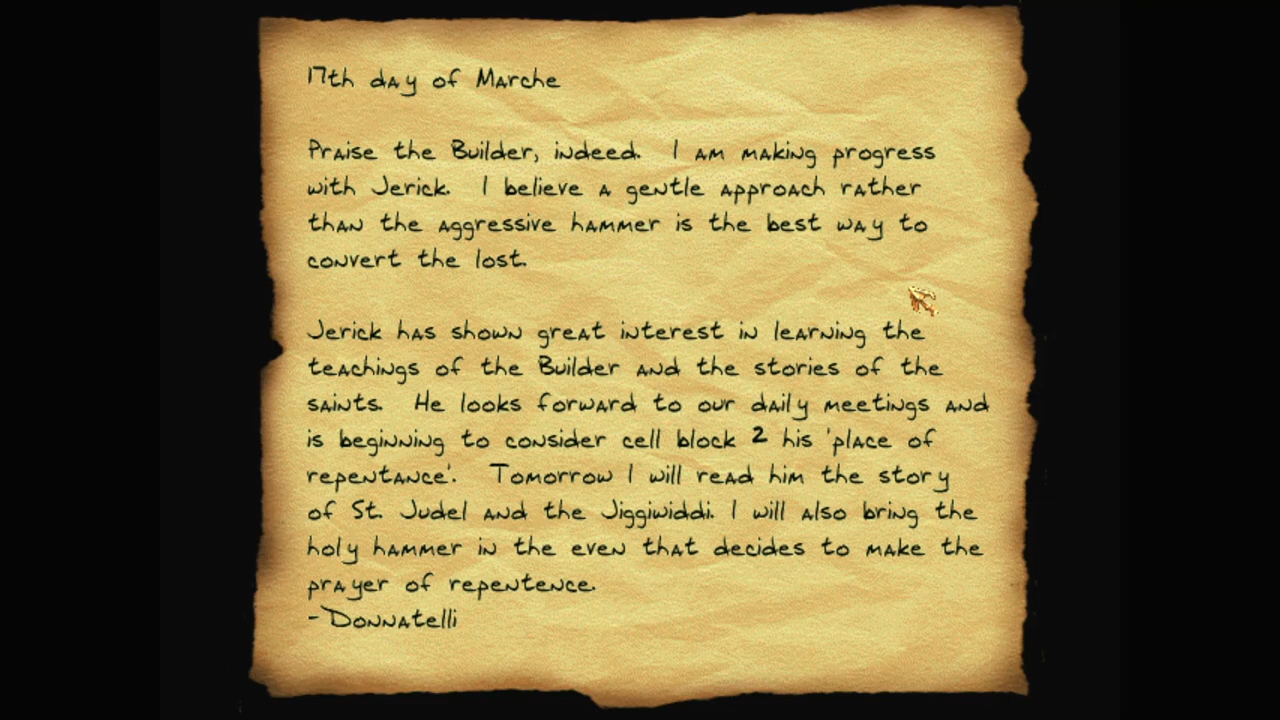 17th day of Marche
Praise the Builder, indeed. I am making progress
with Jerick. I believe a gentle approach rather
than the aggressive hammer is the best way to
convert the lost.
Jerick has shown great interest in learning the
teachings of the Builder and the stories of the
saints. He looks forward to our daily meetings and
is beginning to consider cell block 2 his 'place of
repentance'. Tomorrow I will read him the story
of St. Judel and the Jiggiwiddi. I will also bring the
holy hammer in the even that decides to make the
prayer of repentence.
- Donnatelli